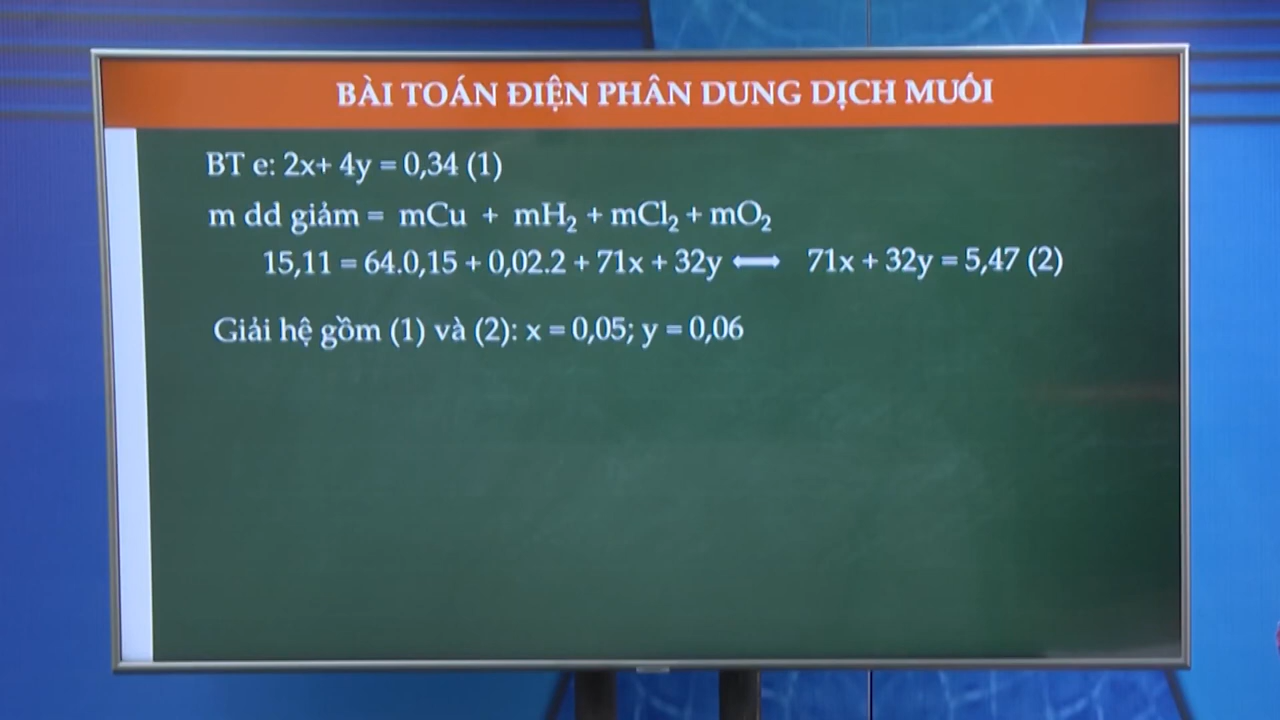 BÀI TOÁN ĐIỆN PHÂN DUNG DỊCH MUỐI
BT e: 2x+ 4y = 0,34 (1)
m dd giảm = mCu + mH₂ + mCl₂ + mO₂
15,11 = 64.0,15 + 0,02.2 + 71x + 32y ⟷ 71x + 32y = 5,47 (2)
Giải hệ gồm (1) và (2): x = 0,05; y = 0,06